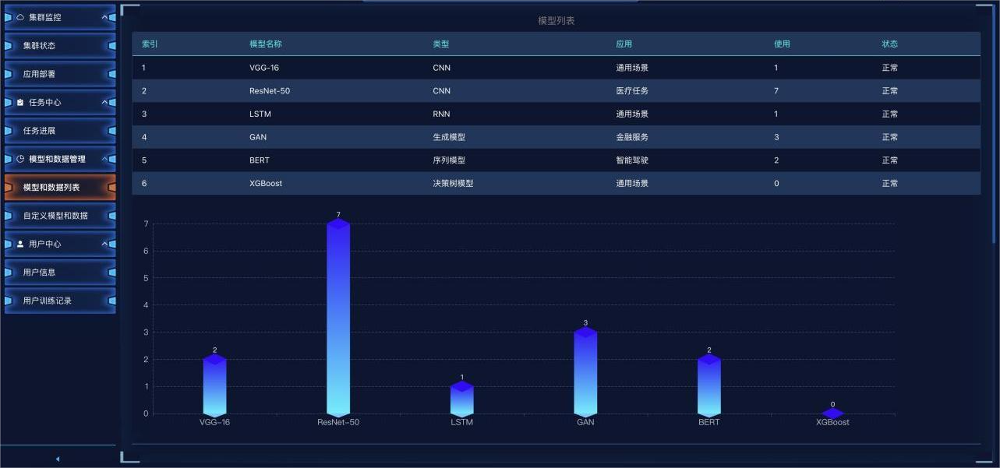 集群监控
集群状态
应用部署
任务中心
任务进展
模型和数据管理
模型和数据列表
自定义模型和数据
用户中心
用户信息
用户训练记录
模型列表
索引 模型名称 类型 应用 使用 状态
1 VGG-16 CNN 通用场景 1 正常
2 ResNet-50 CNN 医疗任务 7 正常
3 LSTM RNN 通用场景 1 正常
4 GAN 生成模型 金融服务 3 正常
5 BERT 序列模型 智能驾驶 2 正常
6 XGBoost 决策树模型 通用场景 0 正常
7
7
6
5
4
3
3
2
2
2
1
1
0
0
VGG-16 ResNet-50 LSTM GAN BERT XGBoost